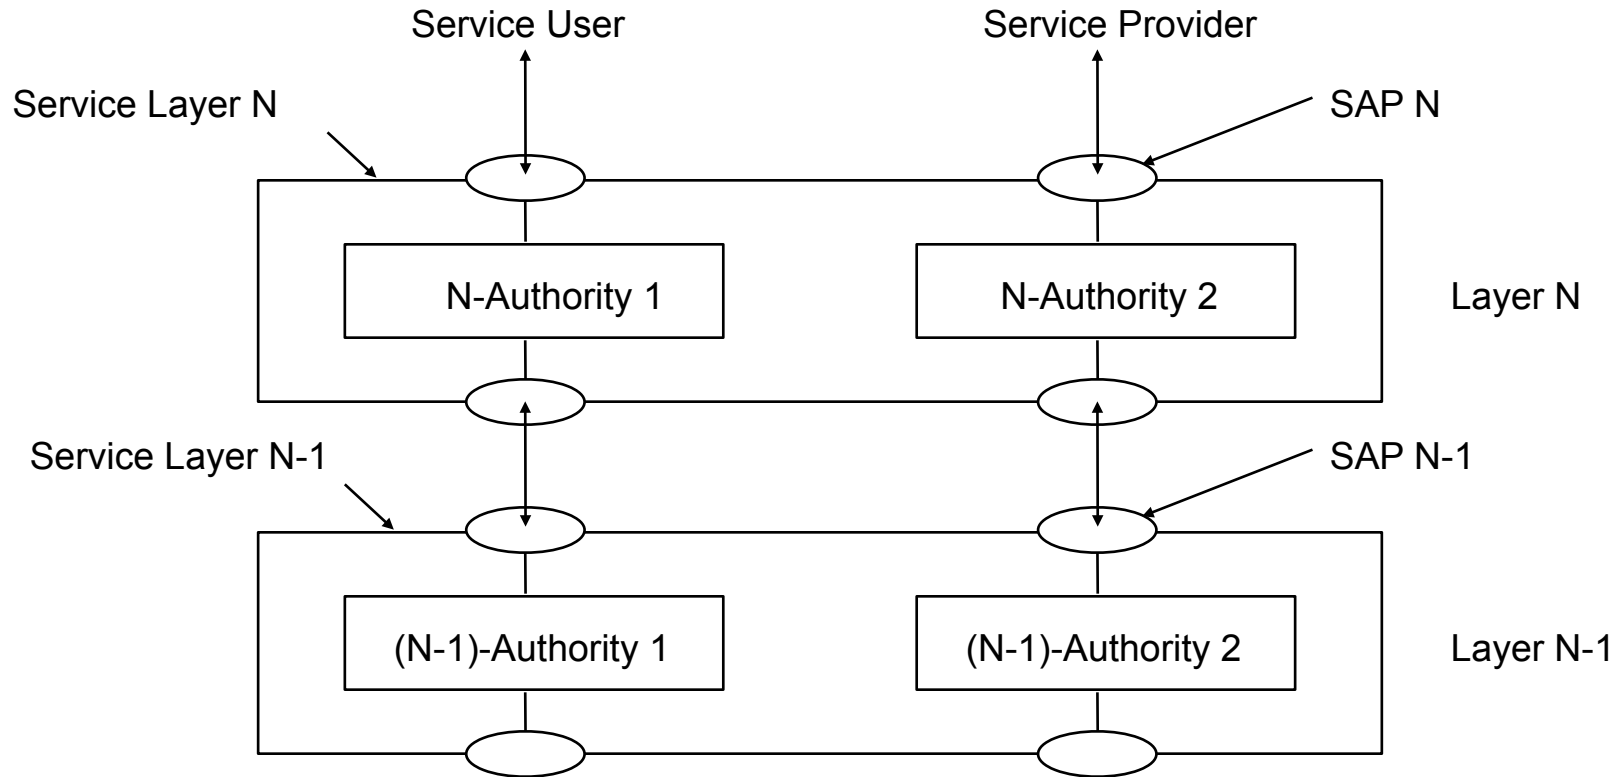 Service User
Service Provider
Service Layer N
SAP N
N-Authority 1
N-Authority 2
Layer N
Service Layer N-1
SAP N-1
(N-1)-Authority 1
(N-1)-Authority 2
Layer N-1